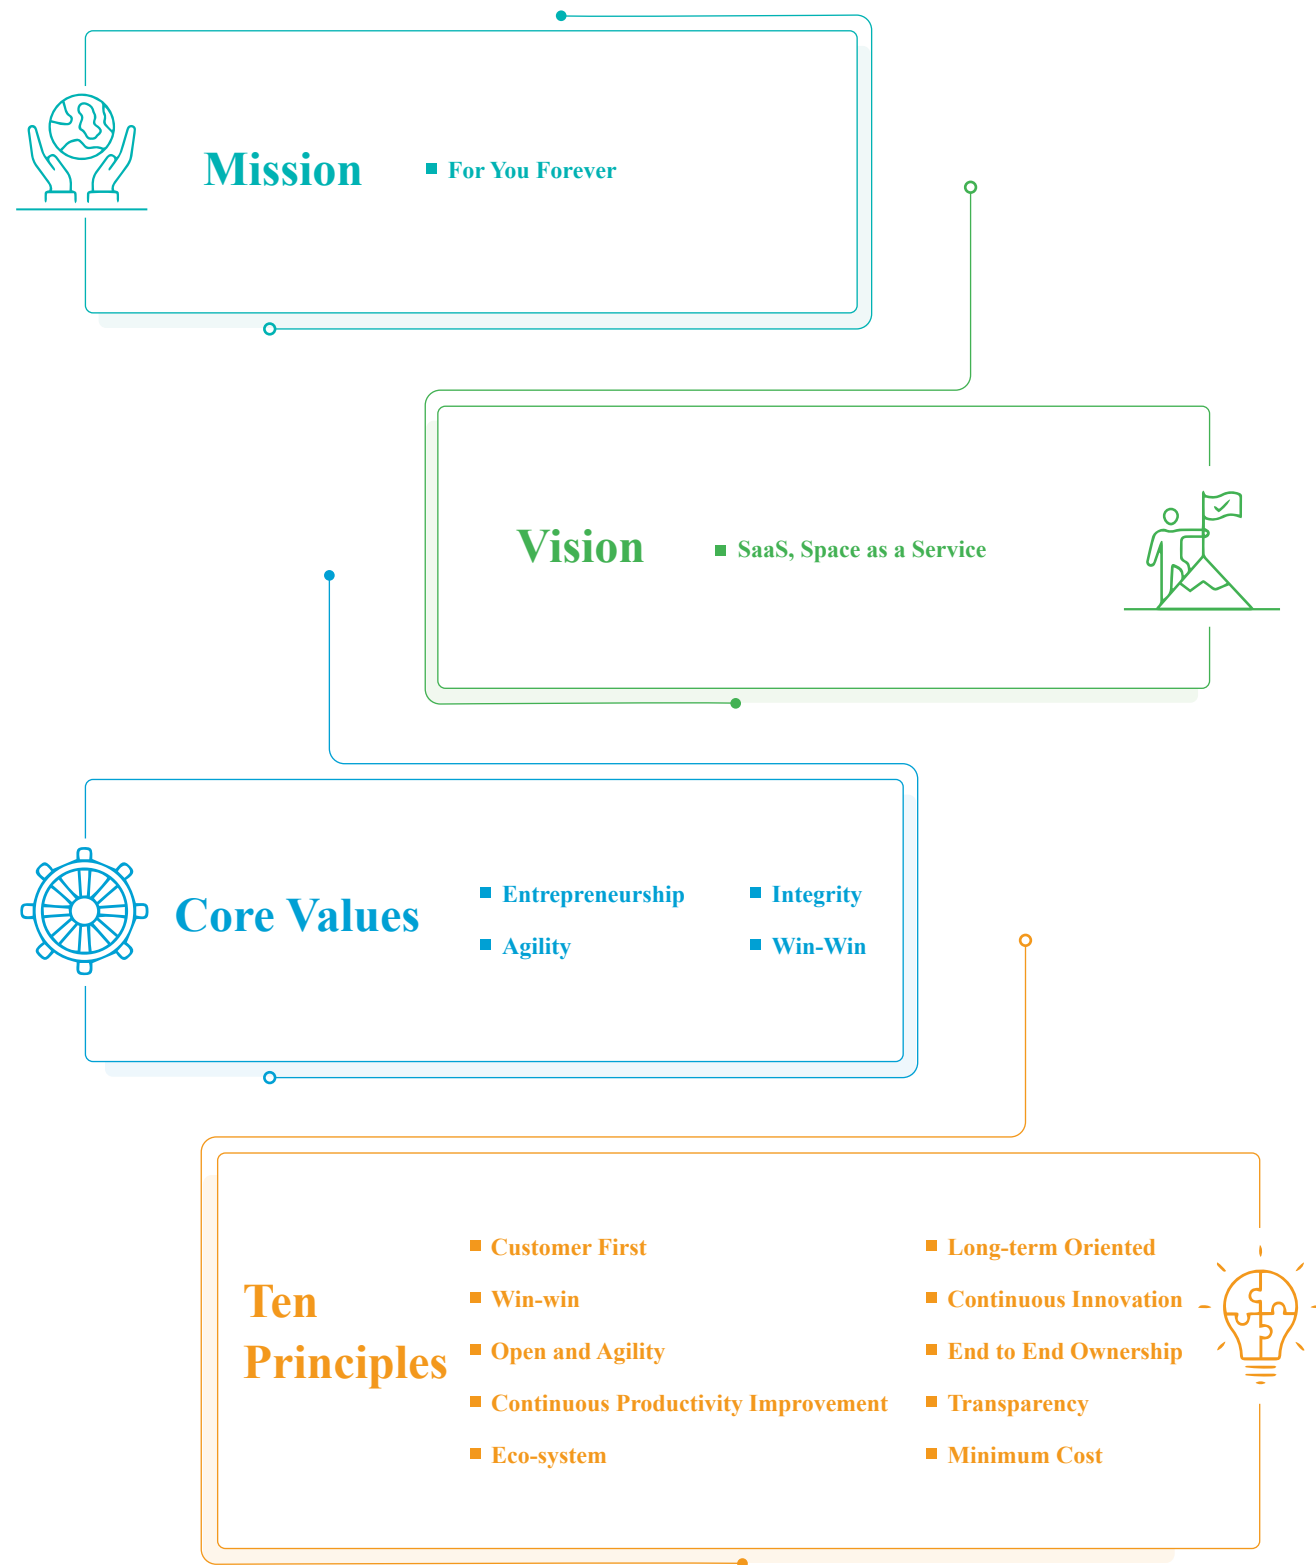 Mission
For You Forever
Vision
SaaS, Space as a Service
Core Values
Entrepreneurship
Integrity
Agility
Win-Win
Ten
Principles
Customer First
Win-win
Open and Agility
Continuous Productivity Improvement
Eco-system
Long-term Oriented
Continuous Innovation
End to End Ownership
Transparency
Minimum Cost